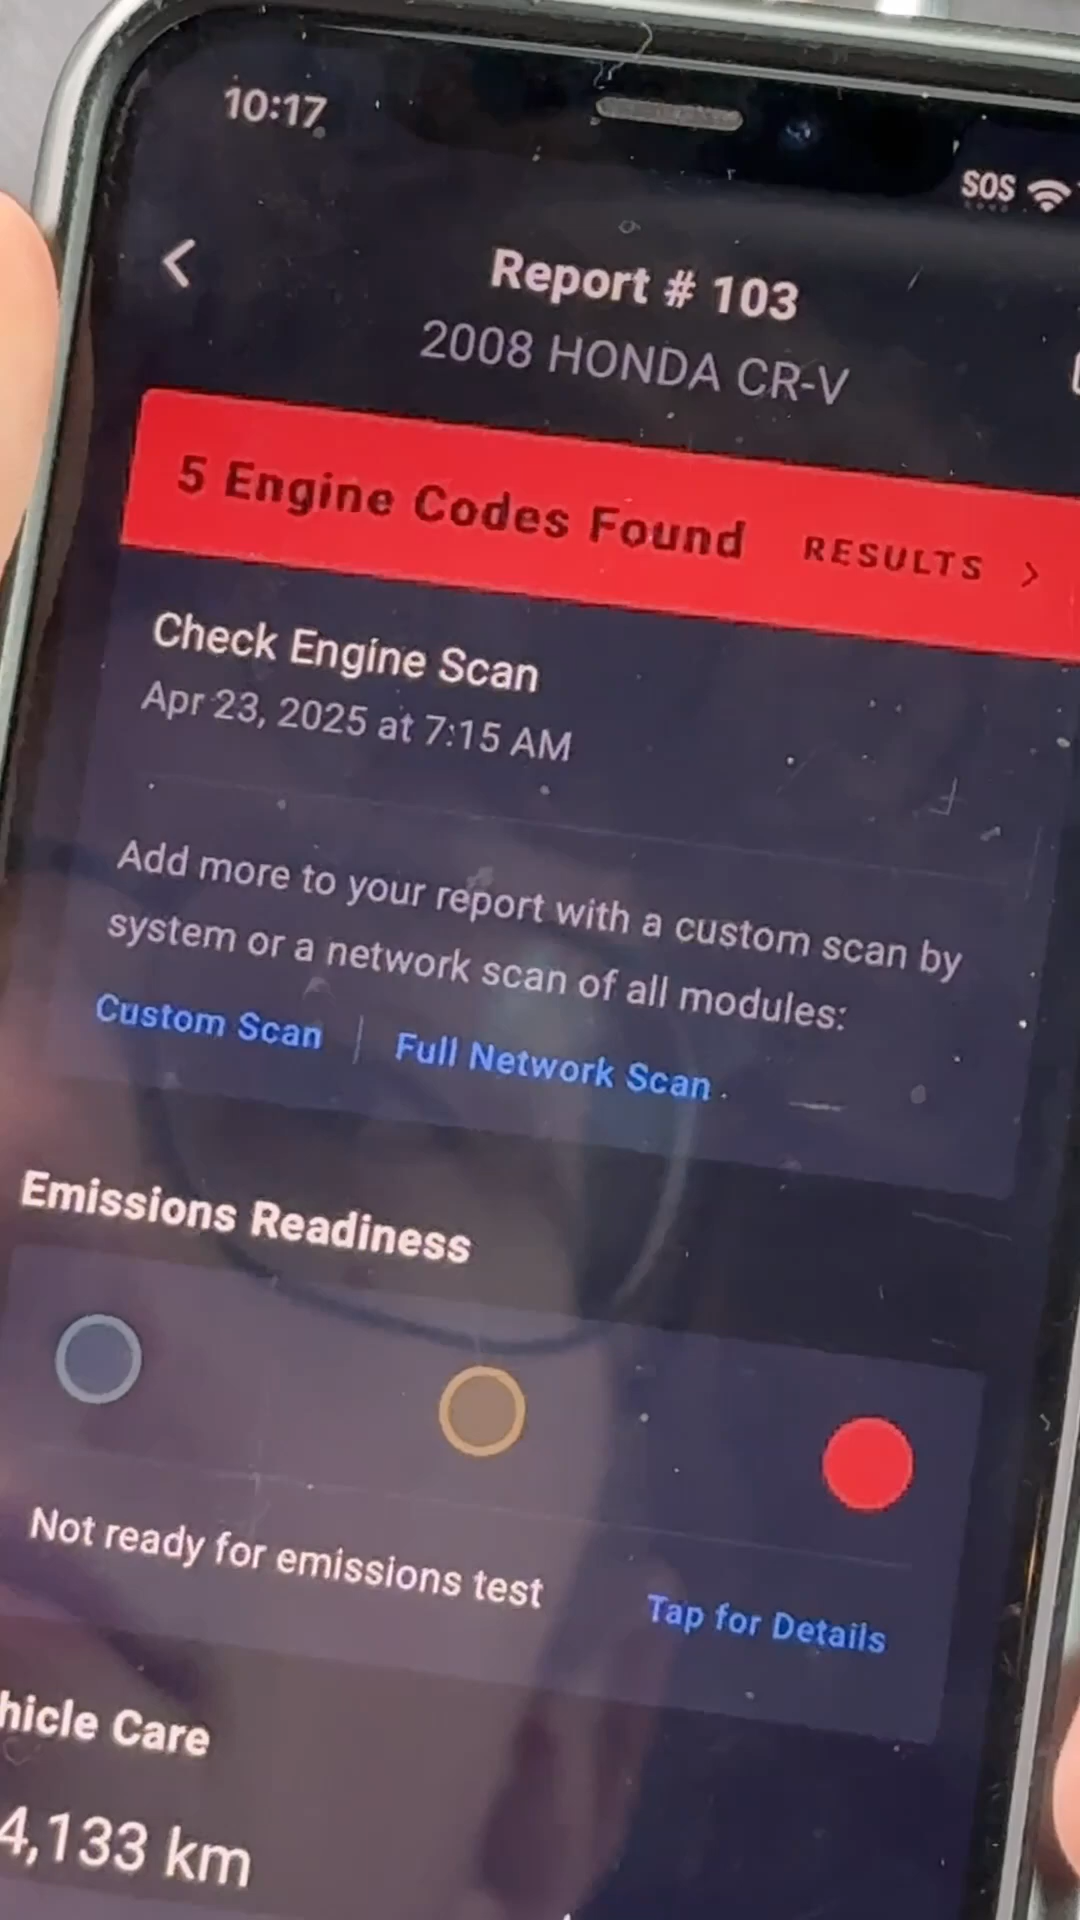 10:17
SOS
Report # 103
2008 HONDA CR-V
5 Engine Codes Found RESULTS >
Check Engine Scan
Apr 23, 2025 at 7:15 AM
Add more to your report with a custom scan by
system or a network scan of all modules:
Custom Scan | Full Network Scan
Emissions Readiness
Not ready for emissions test Tap for Details
hicle Care
4,133 km